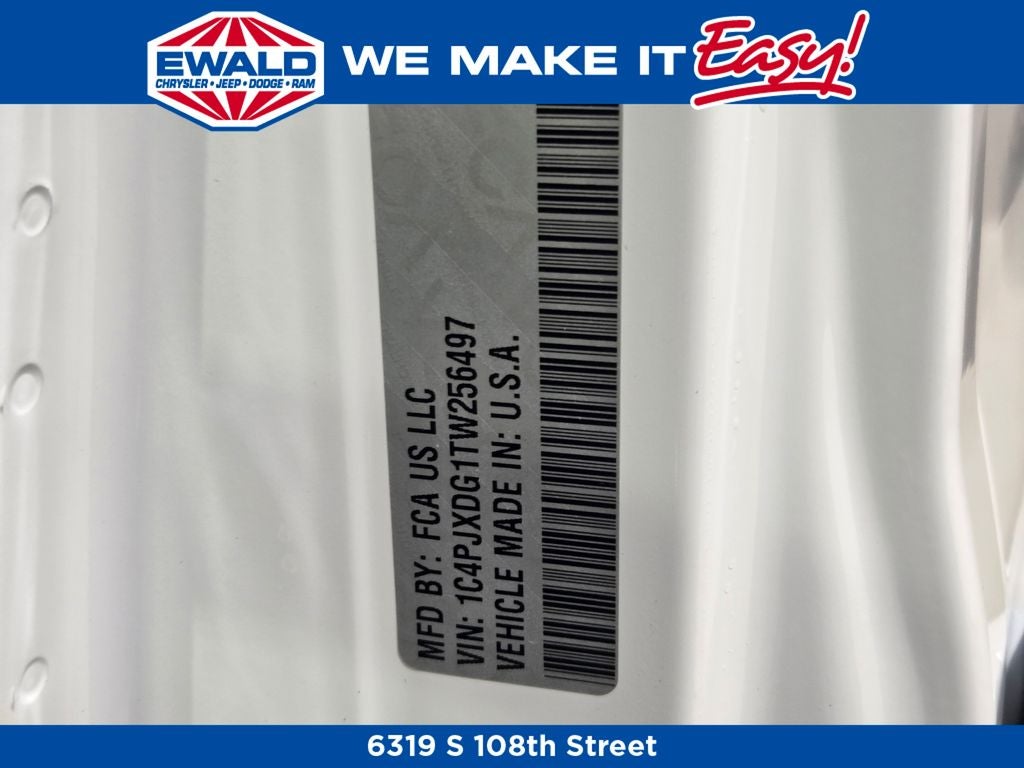 EWALD
CHRYSLER • JEEP • DODGE • RAM
WE MAKE IT Easy!
MFD BY: FCA US LLC
VIN: 1C4PJXDG1TW256497
VEHICLE MADE IN: U.S.A.
6319 S 108th Street